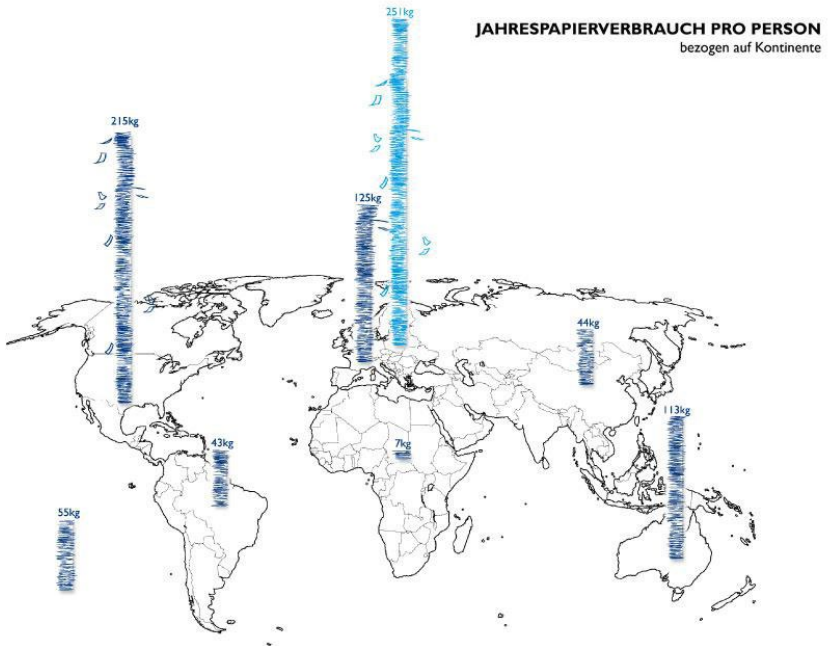 JAHRESPAPIERVERBRAUCH PRO PERSON
bezogen auf Kontinente
251kg
215kg
125kg
44kg
113kg
43kg
7kg
55kg